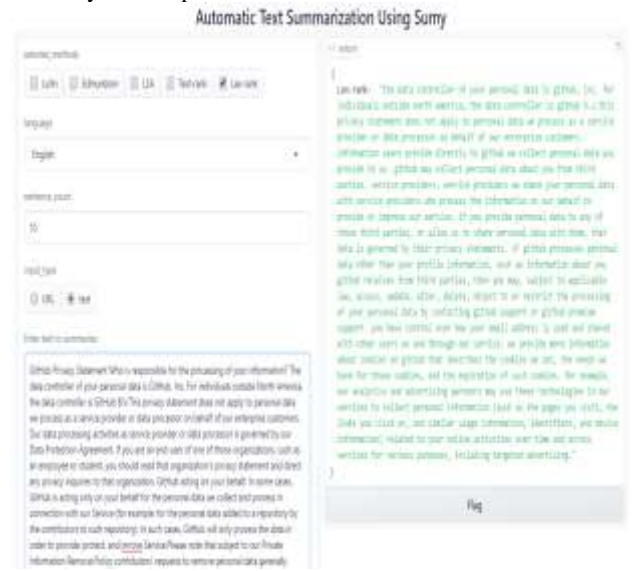 Automatic Text Summarization Using Sumy
output
Luhn Edmundson LSA Text-rank Lex-rank
language
English
sentence_count
10
input_type
URL text
Enter text to summarize
GitHub Privacy Statement Who is responsible for the processing of your information? The
data controller of your personal data is GitHub, Inc. For individuals outside North America,
the data controller is GitHub BV. This privacy statement does not apply to personal data
we process as a service provider or data processor on behalf of our enterprise customers.
Our data processing activities as service provider or data processor is governed by our
Data Protection Agreement. If you are an end user of one of those organizations, such as
an employee or student, you should read that organization's privacy statement and direct
any privacy inquiries to that organization. GitHub acting on your behalf. In some cases,
GitHub is acting only on your behalf for the personal data we collect and process in
connection with our Service (for example for the personal data added to a repository by
the contributors to such repository). In such cases, GitHub will only process the data in
order to provide protect, and Service Please note that subject to our Private
Information Removal Policy contributors' requests to remove personal data generally
{
Lex-rank: "the data controller of your personal data is github, inc. for
individuals outside north america, the data controller is github b.v this
privacy statement does not apply to personal data we process as a service
provider or data processor on behalf of our enterprise customers.
information users provide directly to github we collect personal data you
provide to us. github may collect personal data about you from third
parties. service providers, service providers we share your personal data
with service providers who process the information on our behalf to
provide or improve our service. if you provide personal data to any of
those third parties, or allow us to share personal data with them, that
data is governed by their privacy statements. if github processes personal
data other than your profile information, such as information about you
github receives from third parties, then you may, subject to applicable
law, access, update, alter, delete, object to or restrict the processing
of your personal data by contacting github support or github premium
support. you have control over how your email address is used and shared
with other users on and through our service. we provide more information
about cookies on github that describes the cookies we set, the needs we
have for those cookies, and the expiration of such cookies. for example,
our analytics and advertising partners may use these technologies in our
services to collect personal information (such as the pages you visit, the
links you click on, and similar usage information, identifiers, and device
information) related to your online activities over time and across
services for various purposes, including targeted advertising."
}
Flag